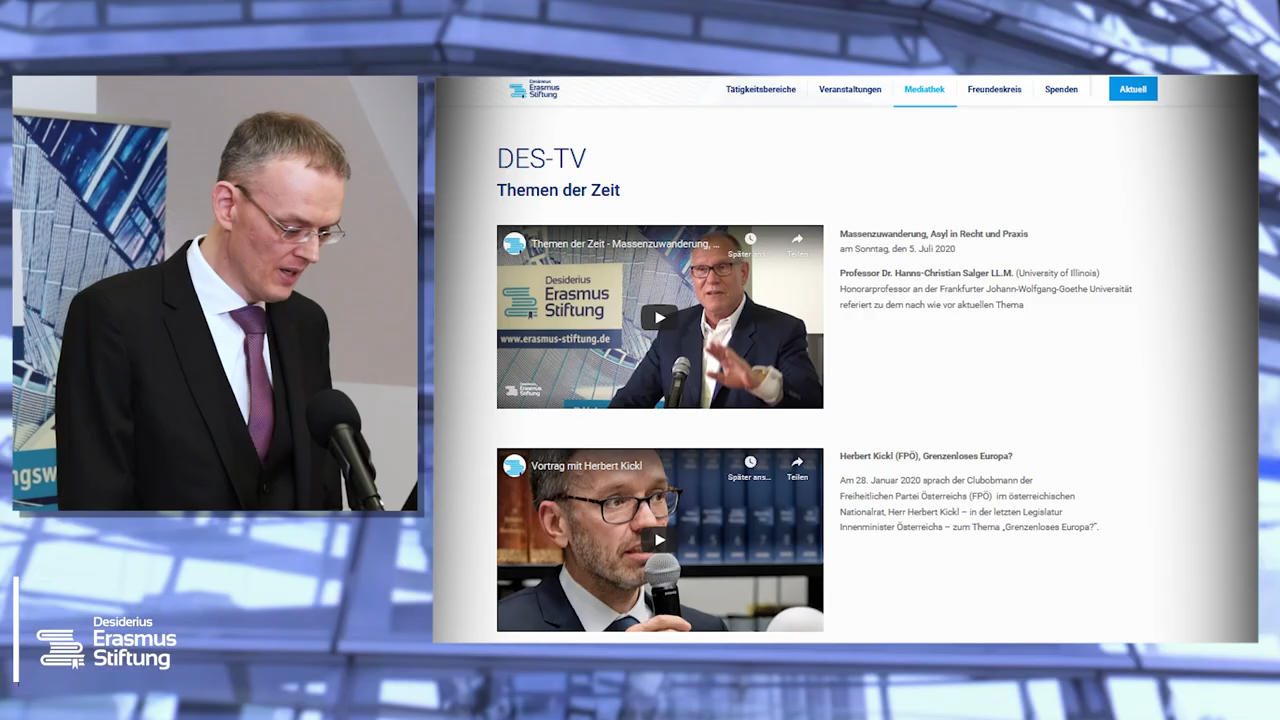 ngsw
Desiderius
Erasmus
Stiftung
Desiderius
Erasmus
Stiftung
Tätigkeitsbereiche
Veranstaltungen
Mediathek
Freundeskreis
Spenden
Aktuell
DES-TV
Themen der Zeit
Themen der Zeit - Massenzuwanderung, ...
Später ans...
Teilen
Desiderius
Erasmus
Stiftung
www.erasmus-stiftung.de
Desiderius
Erasmus
Stiftung
Massenzuwanderung, Asyl in Recht und Praxis
am Sonntag, den 5. Juli 2020
Professor Dr. Hanns-Christian Salger LL.M. (University of Illinois)
Honorarprofessor an der Frankfurter Johann-Wolfgang-Goethe Universität
referiert zu dem nach wie vor aktuellen Thema
Vortrag mit Herbert Kickl
Später ans...
Teilen
Herbert Kickl (FPÖ), Grenzenloses Europa?
Am 28. Januar 2020 sprach der Clubobmann der
Freiheitlichen Partei Österreichs (FPÖ) im österreichischen
Nationalrat, Herr Herbert Kickl – in der letzten Legislatur
Innenminister Österreichs – zum Thema „Grenzenloses Europa?“.